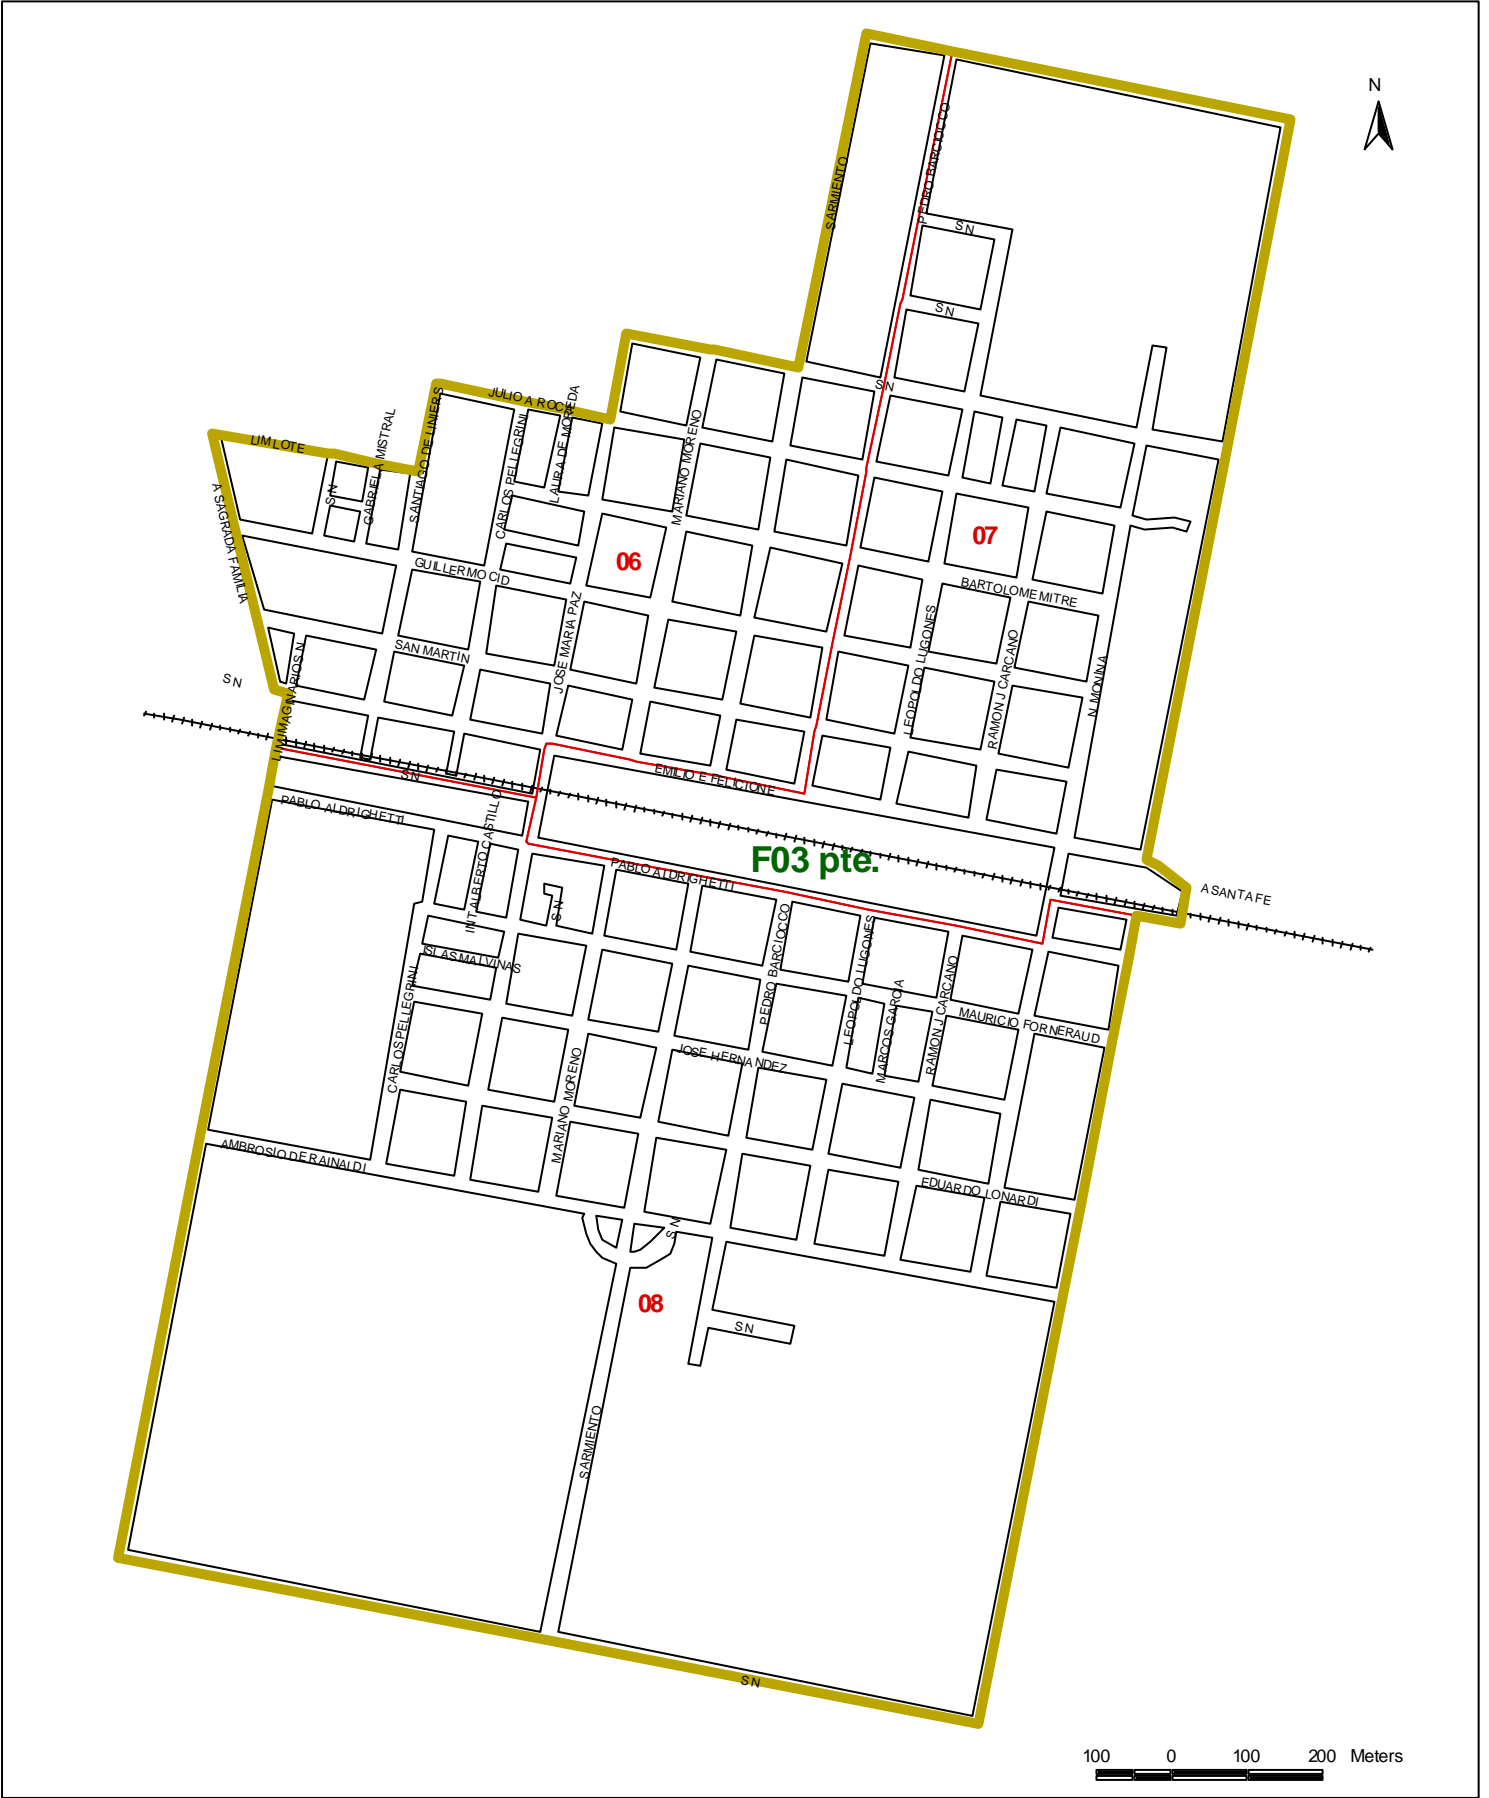 N
PEDRO BARCIOCCO
SARMIENTO
SN
SN
SN
JULIO A ROCA
LAURA DE MOREDA
SANTIAGO DE LINIERS
GABRIELA MISTRAL
CARLOS PELLEGRINI
MARIANO MORENO
LIM LOTE
SN
A SAGRADA FAMILIA
07
06
GUILLERMO CID
BARTOLOME MITRE
JOSE MARIA PAZ
LEOPOLDO LUGONES
RAMON J CARCANO
SAN MARTIN
N MONINA
LIM IMAGINARIOS N
SN
EMILIO E FELICIONE
SN
PABLO ALDRIGHETTI
INT ALBERTO CASTILLO
F03 pte.
PABLO ALDRIGHETTI
A SANTA FE
SN
PEDRO BARCIOCCO
LEOPOLDO LUGONES
ISLAS MALVINAS
CARLOS PELLEGRINI
MARCOS GARCIA
RAMON J CARCANO
MAURICIO FORNERAUD
JOSE HERNANDEZ
MARIANO MORENO
AMBROSIO DE RAINALDI
EDUARDO LONARDI
SN
08
SN
SARMIENTO
SN
100 0 100 200 Meters